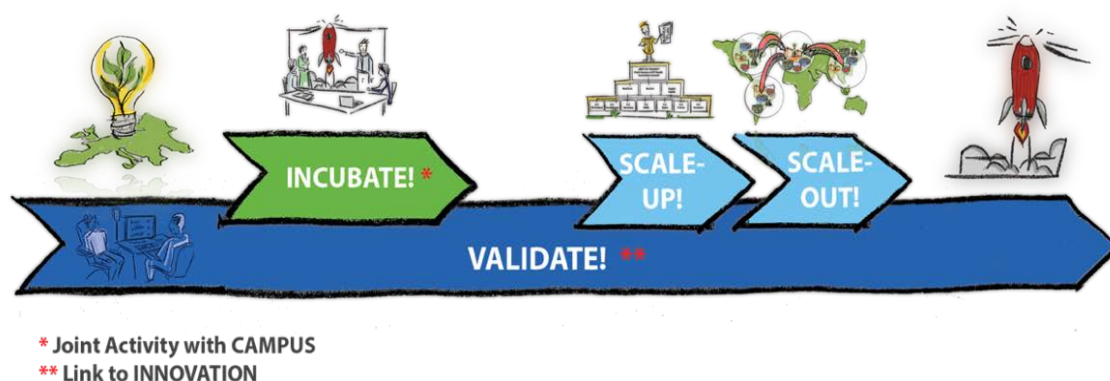 INCUBATE! *
SCALE-
UP!
SCALE-
OUT!
VALIDATE! **
* Joint Activity with CAMPUS
** Link to INNOVATION